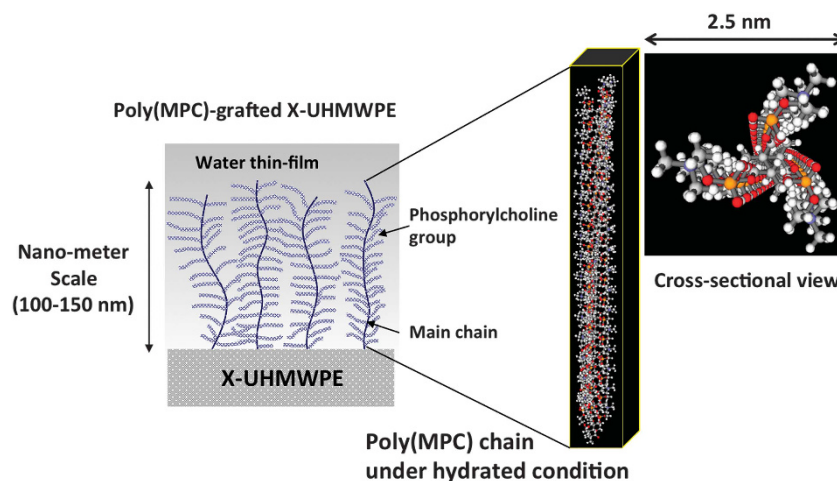 2.5 nm
Poly(MPC)-grafted X-UHMWPE
Water thin-film
Phosphorylcholine
group
Nano-meter
Scale
(100-150 nm)
Cross-sectional view
Main chain
X-UHMWPE
Poly(MPC) chain
under hydrated condition